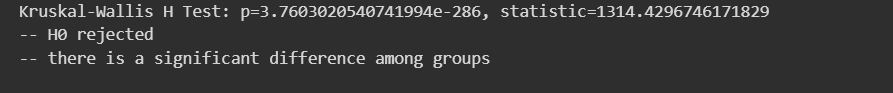 Kruskal-Wallis H Test: p=3.7603020540741994e-286, statistic=1314.4296746171829
-- H0 rejected
-- there is a significant difference among groups